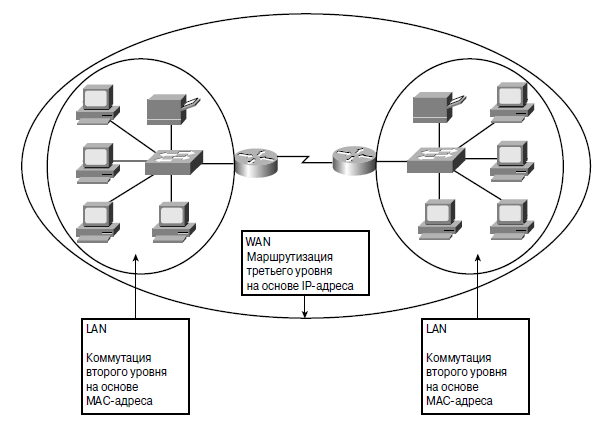 WAN
Маршрутизация
третьего уровня
на основе IP-адреса
LAN
Коммутация
второго уровня
на основе
MAC-адреса
LAN
Коммутация
второго уровня
на основе
MAC-адреса